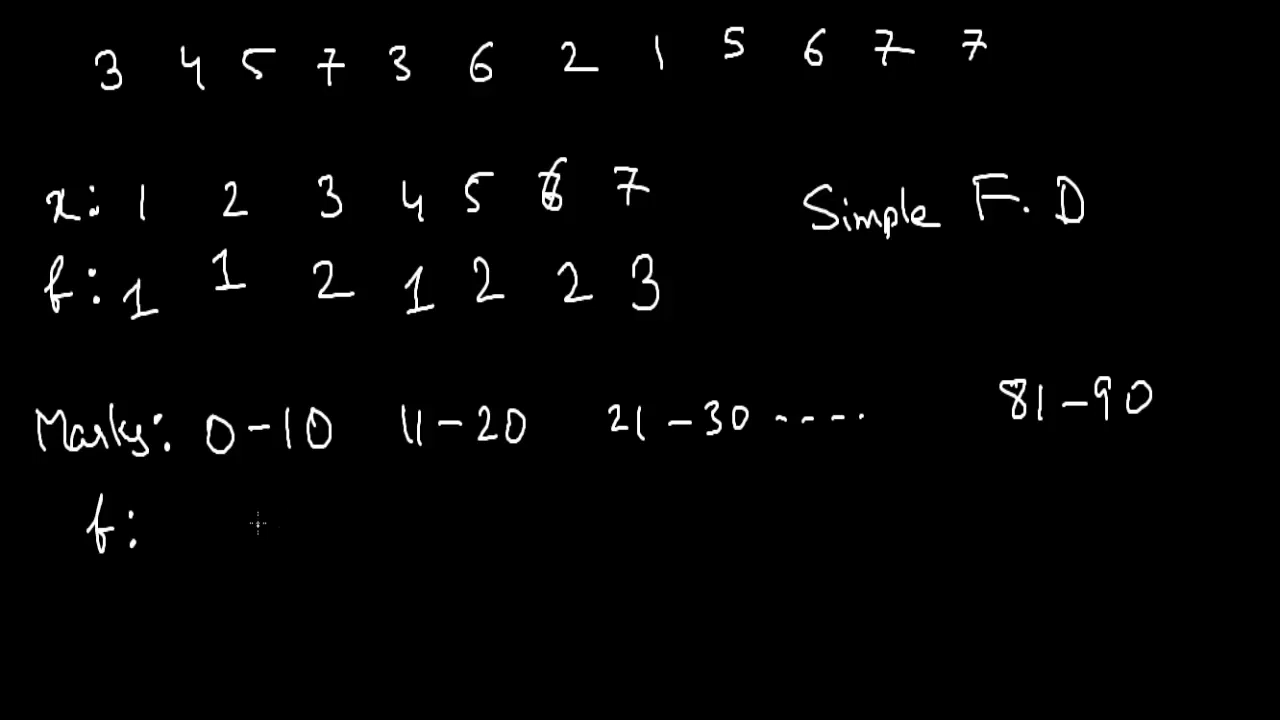 3 4 5 7 3 6 2 1 5 6 7 7
x: 1 2 3 4 5 6 7 Simple F.D
f: 1 1 2 1 2 2 3
Marks: 0-10 11-20 21-30 ..... 81-90
f: